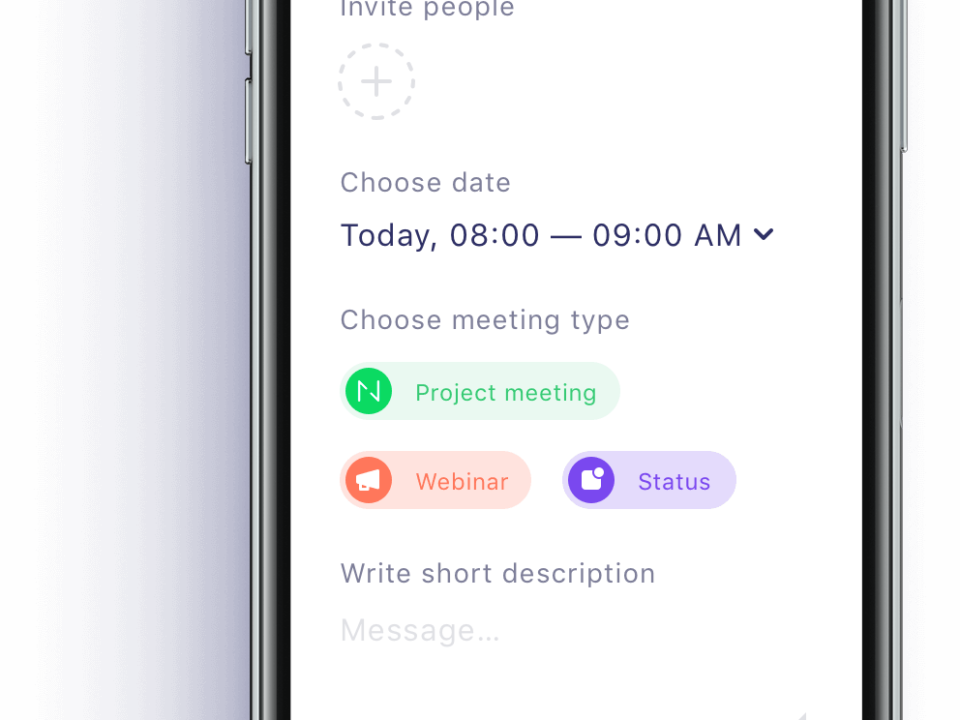 Invite people
Choose date
Today, 08:00 — 09:00 AM
Choose meeting type
Project meeting
Webinar Status
Write short description
Message...